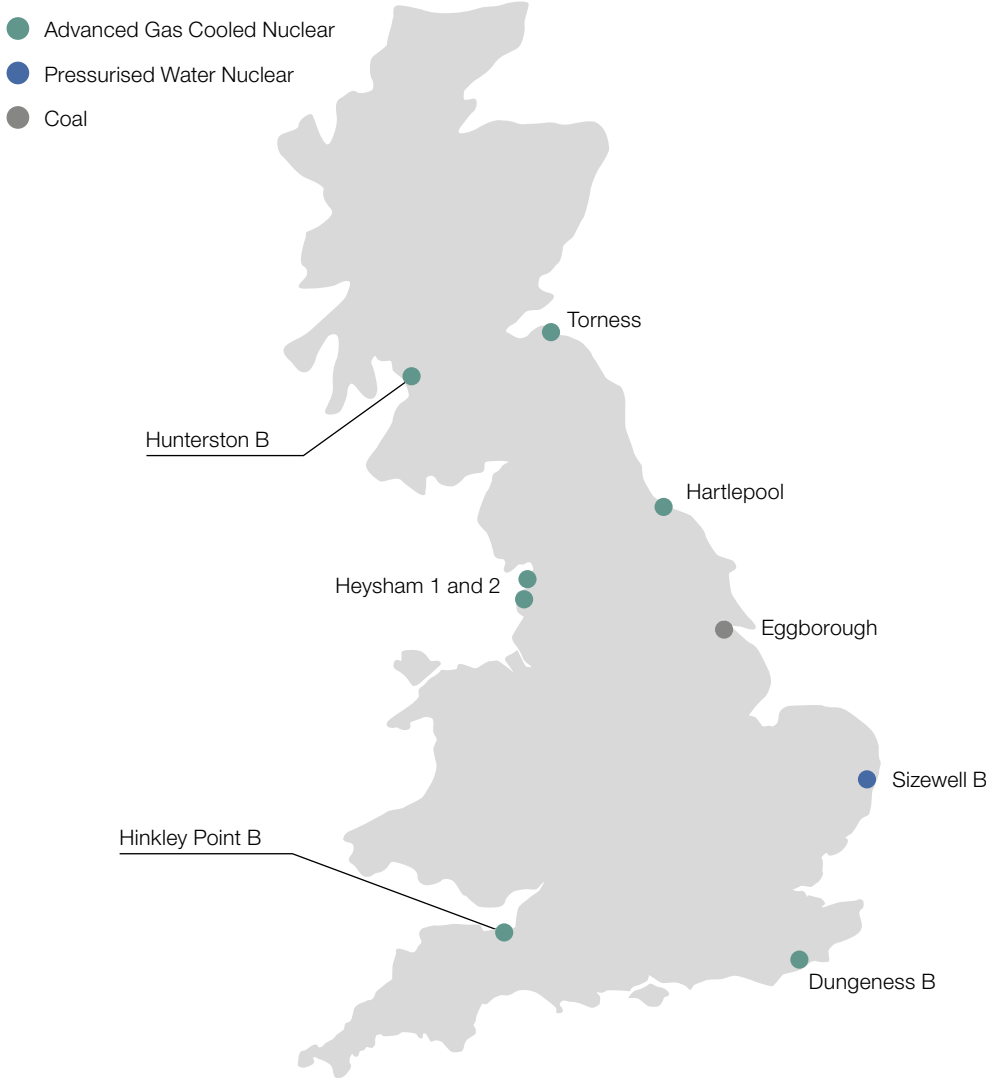 Advanced Gas Cooled Nuclear
Pressurised Water Nuclear
Coal
Torness
Hunterston B
Hartlepool
Heysham 1 and 2
Eggborough
Sizewell B
Hinkley Point B
Dungeness B